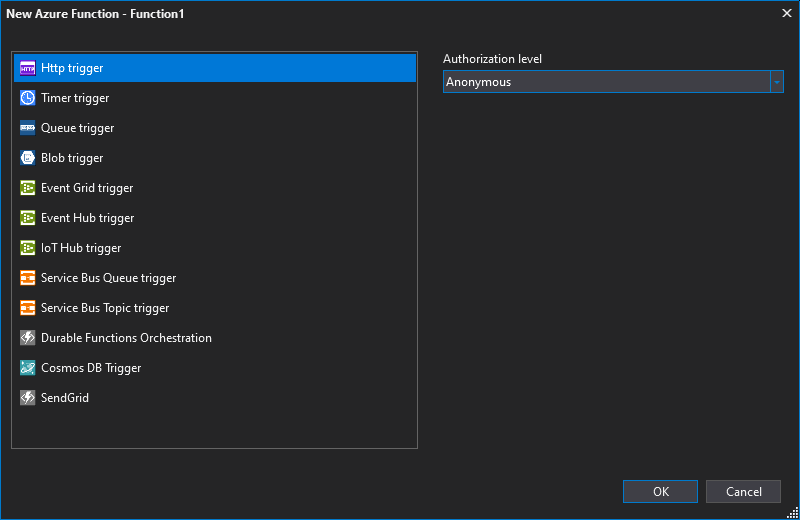 New Azure Function - Function1
Http trigger
Timer trigger
Queue trigger
Blob trigger
Event Grid trigger
Event Hub trigger
IoT Hub trigger
Service Bus Queue trigger
Service Bus Topic trigger
Durable Functions Orchestration
Cosmos DB Trigger
SendGrid
Authorization level
Anonymous
OK
Cancel